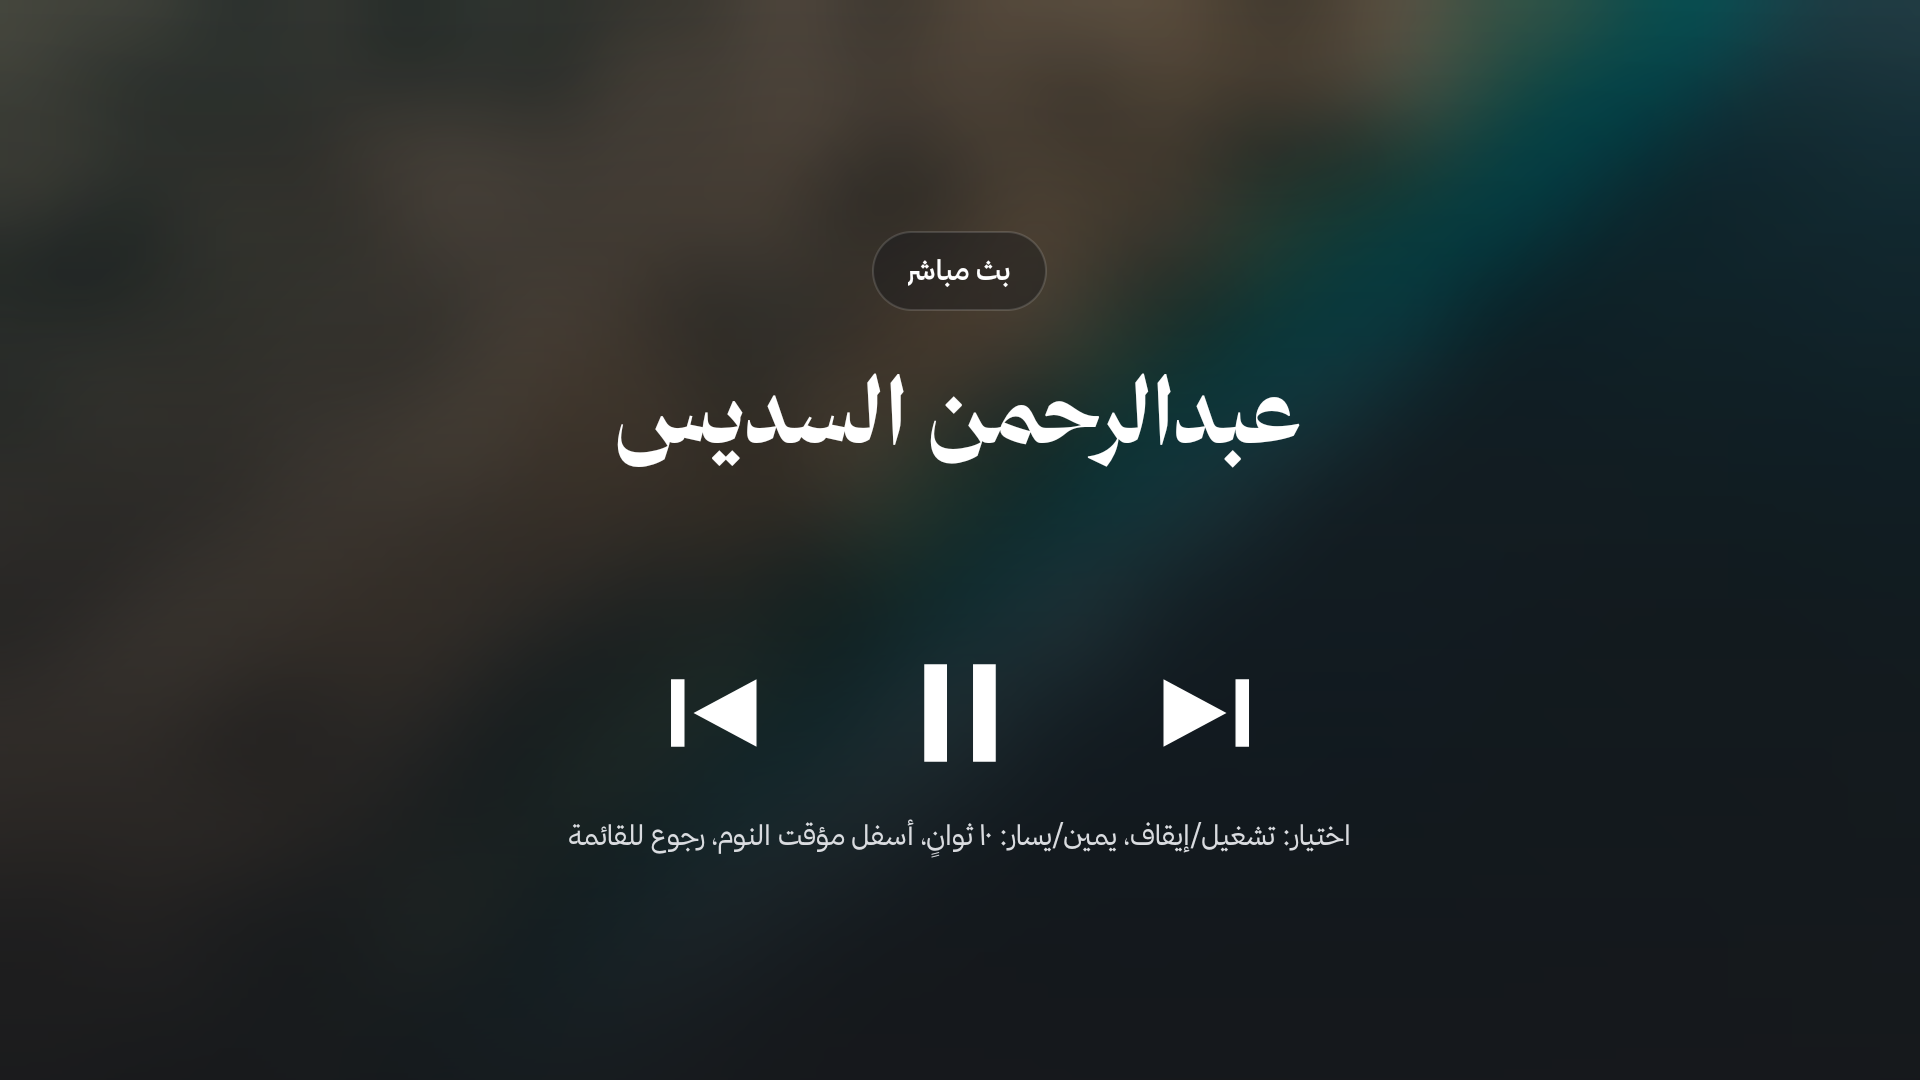 بث مباشر
عبدالرحمن السديس
اختيار: تشغيل/إيقاف، يمين/يسار: ١٠ ثوانٍ، أسفل مؤقت النوم، رجوع للقائمة